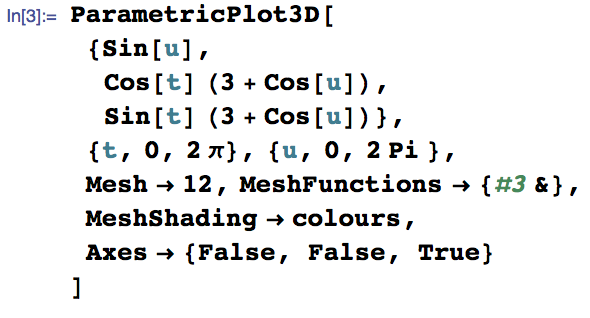 In[3]:= ParametricPlot3D[
{Sin[u],
Cos[t] (3 + Cos[u]),
Sin[t] (3 + Cos[u])},
{t, 0, 2 π}, {u, 0, 2 Pi },
Mesh → 12, MeshFunctions → {#3 &},
MeshShading → colours,
Axes → {False, False, True}
]